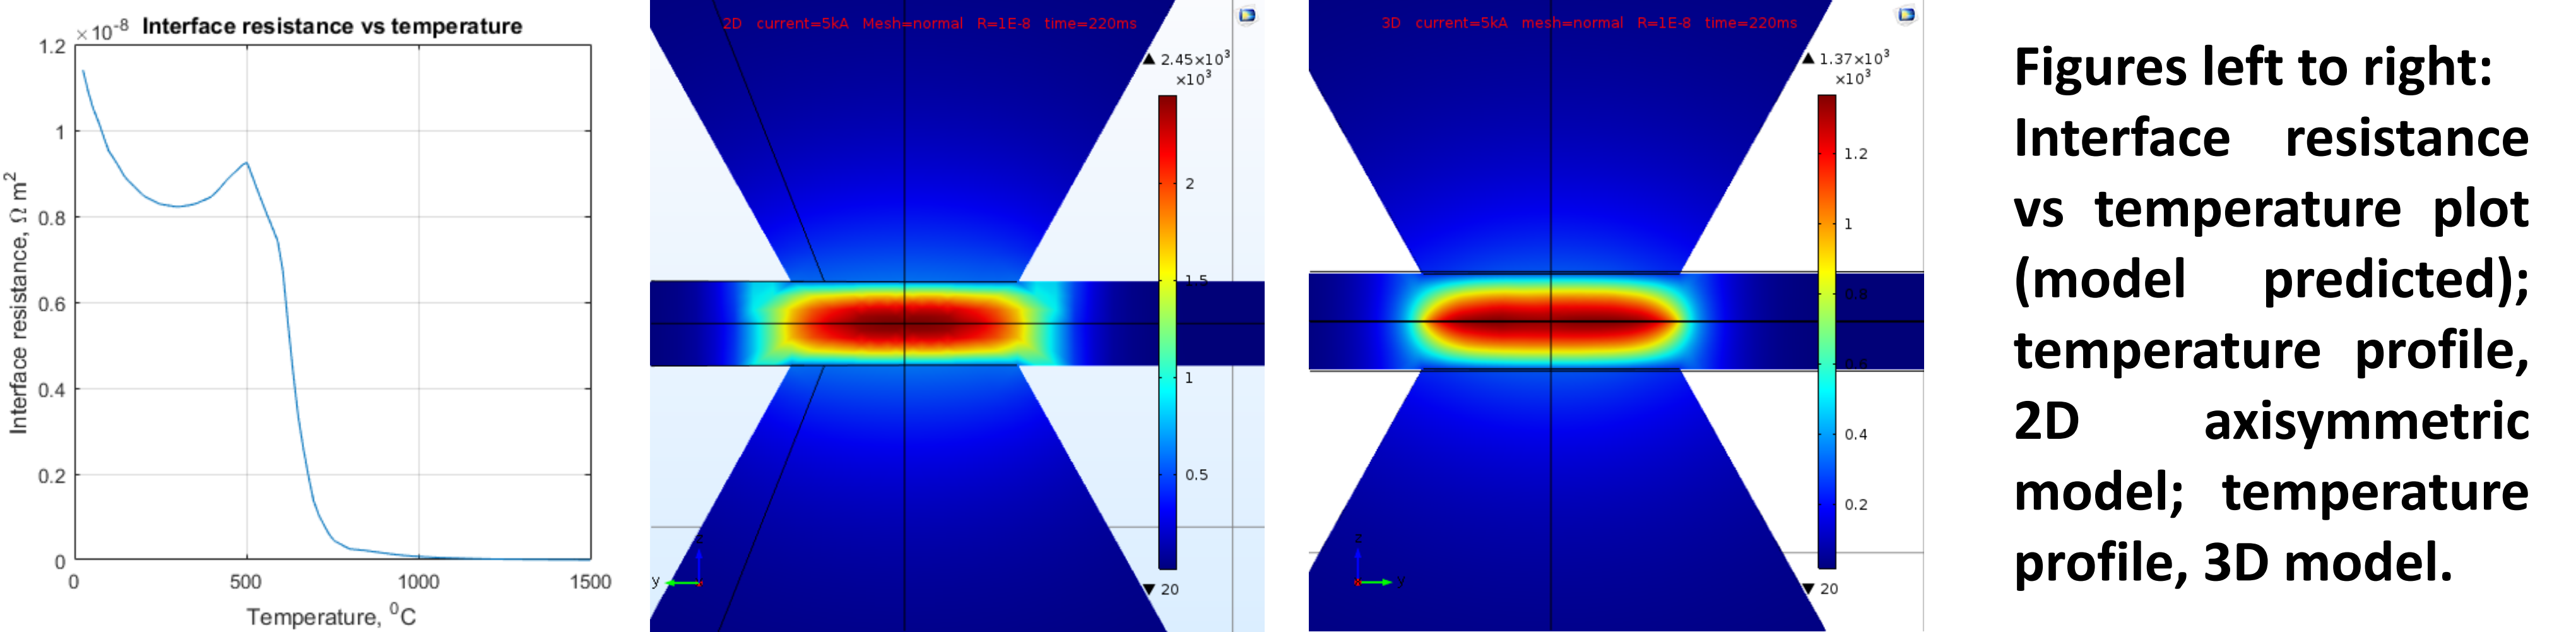 ×10⁻⁸ Interface resistance vs temperature
1.2
1
0.8
0.6
0.4
0.2
0
Interface resistance, Ω m²
0
500
1000
1500
Temperature, ⁰C
2D current=5kA Mesh=normal R=1E-8 time=220ms
▲ 2.45×10³
×10³
2
1.5
1
0.5
▼ 20
z
y
3D current=5kA mesh=normal R=1E-8 time=220ms
▲ 1.37×10³
×10³
1.2
1
0.8
0.6
0.4
0.2
▼ 20
z
y
Figures left to right:
Interface resistance
vs temperature plot
(model predicted);
temperature profile,
2D axisymmetric
model; temperature
profile, 3D model.